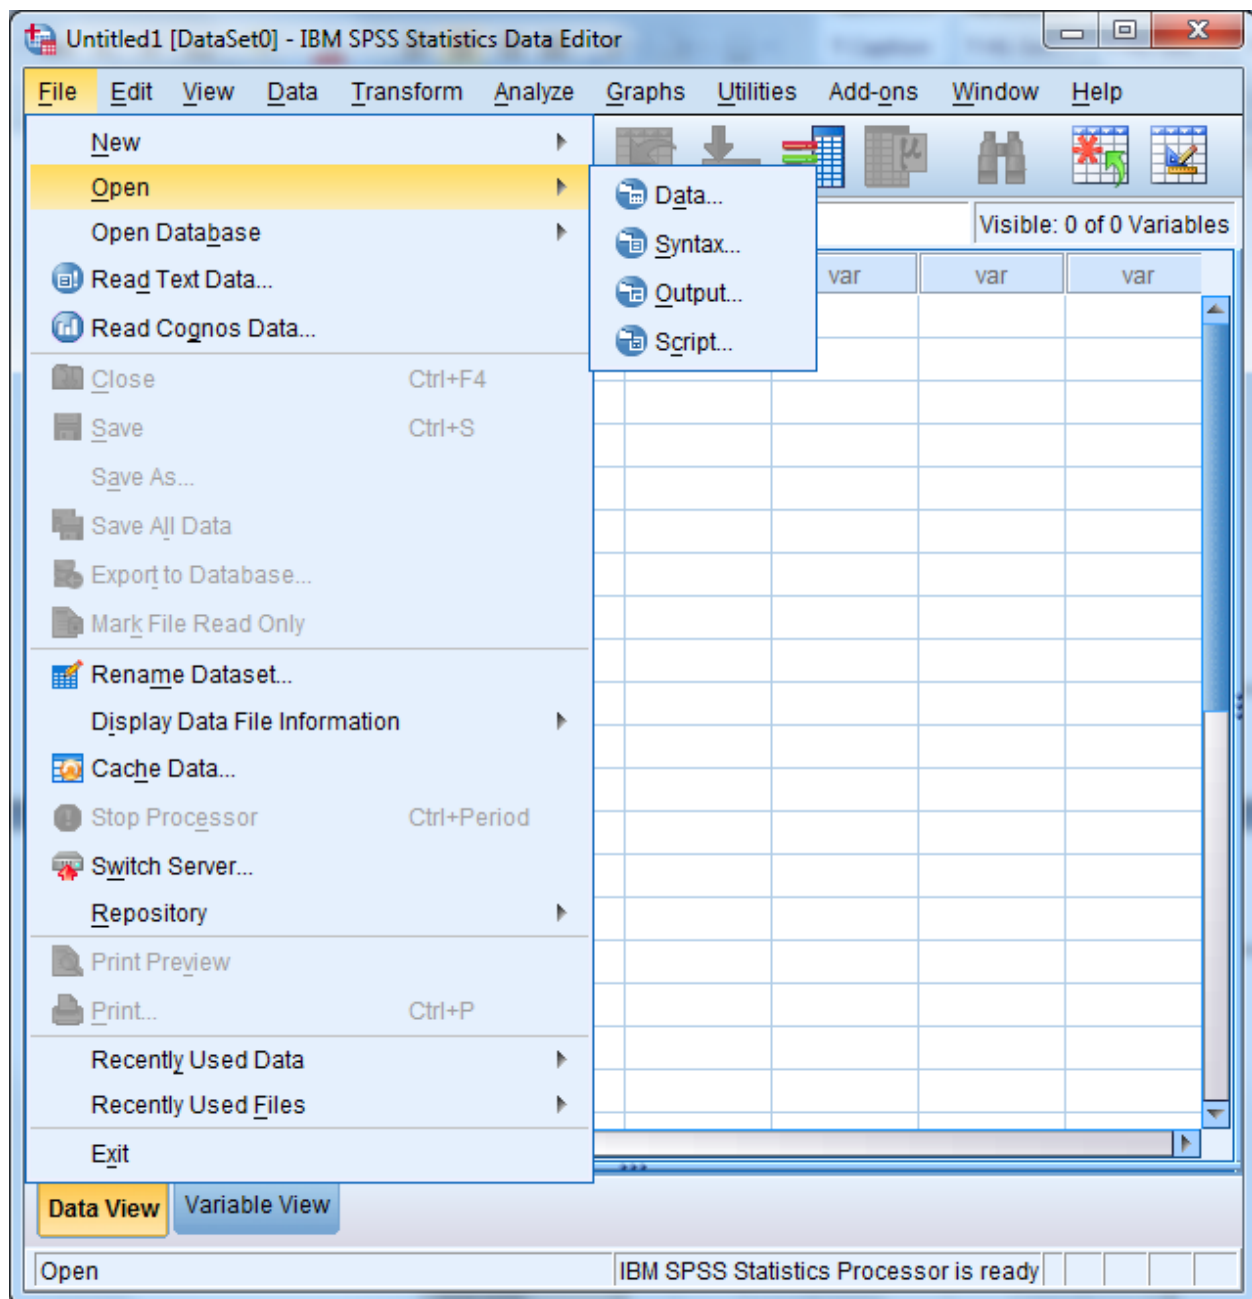 Untitled1 [DataSet0] - IBM SPSS Statistics Data Editor
File Edit View Data Transform Analyze Graphs Utilities Add-ons Window Help
New
Open
Open Database
Read Text Data...
Read Cognos Data...
Close Ctrl+F4
Save Ctrl+S
Save As...
Save All Data
Export to Database...
Mark File Read Only
Rename Dataset...
Display Data File Information
Cache Data...
Stop Processor Ctrl+Period
Switch Server...
Repository
Print Preview
Print... Ctrl+P
Recently Used Data
Recently Used Files
Exit
Data...
Syntax...
Output...
Script...
Visible: 0 of 0 Variables
var var var
Data View Variable View
Open IBM SPSS Statistics Processor is ready